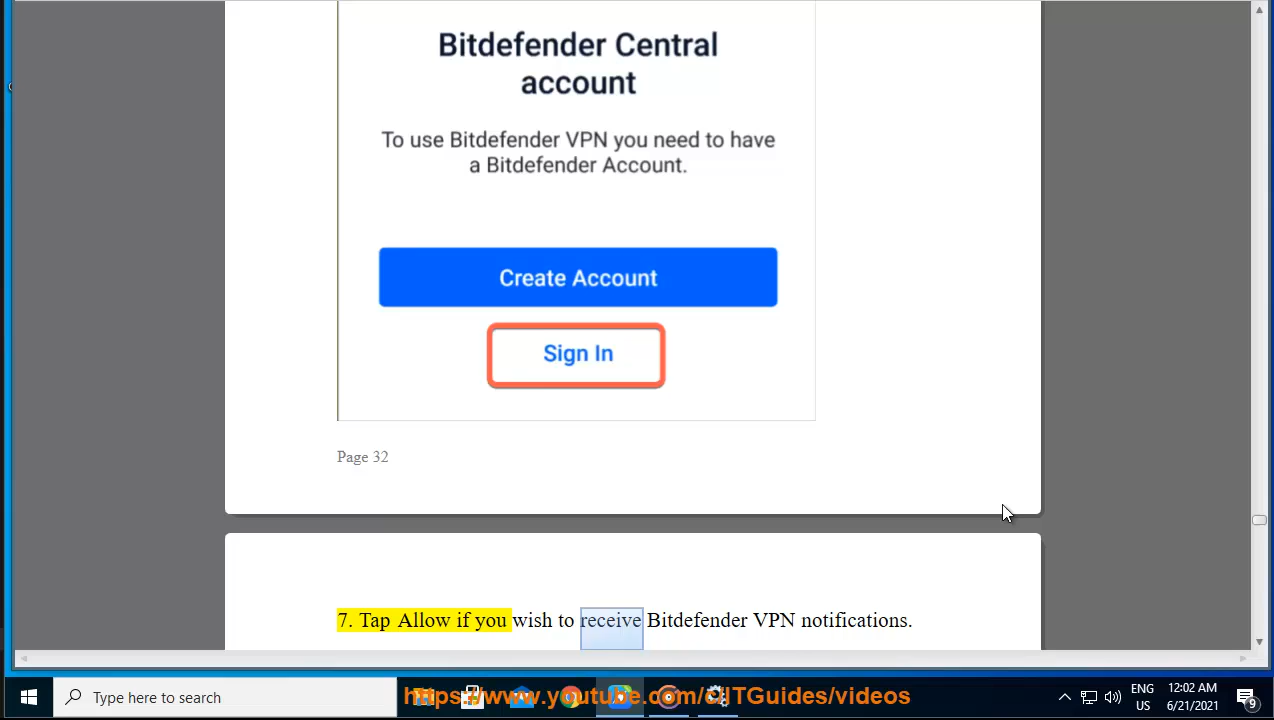 Bitdefender Central
account
To use Bitdefender VPN you need to have
a Bitdefender Account.
Create Account
Sign In
Page 32
7. Tap Allow if you wish to receive Bitdefender VPN notifications.
Type here to search
https://www.youtube.com/c/ITGuides/videos
ENG
US
12:02 AM
6/21/2021
9